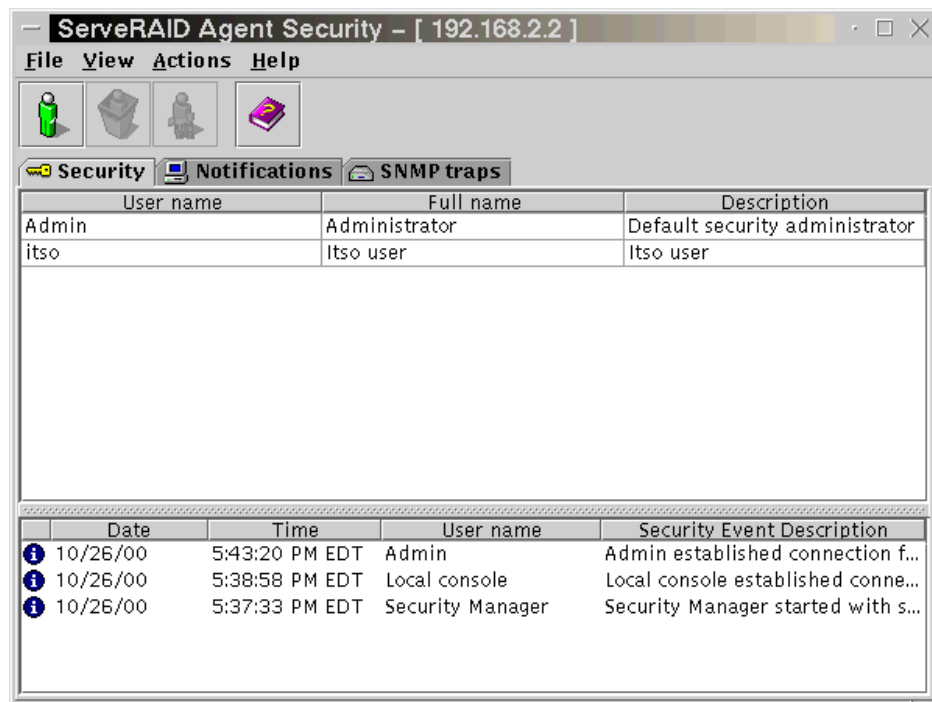 ServeRAID Agent Security – [ 192.168.2.2 ]
File View Actions Help
Security Notifications SNMP traps
User name Full name Description
Admin Administrator Default security administrator
itso Itso user Itso user
Date Time User name Security Event Description
10/26/00 5:43:20 PM EDT Admin Admin established connection f...
10/26/00 5:38:58 PM EDT Local console Local console established conne...
10/26/00 5:37:33 PM EDT Security Manager Security Manager started with s...